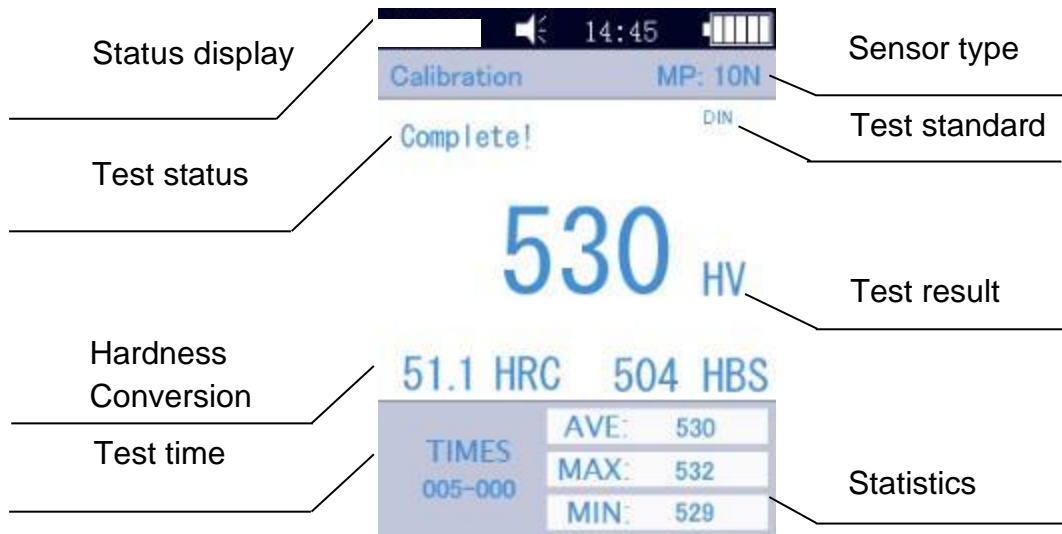 Status display
14:45
Sensor type
Calibration MP: 10N
Test standard
Complete! DIN
Test status
530 HV
Test result
Hardness
Conversion
51.1 HRC 504 HBS
Test time
TIMES
005-000
AVE: 530
MAX: 532
MIN: 529
Statistics